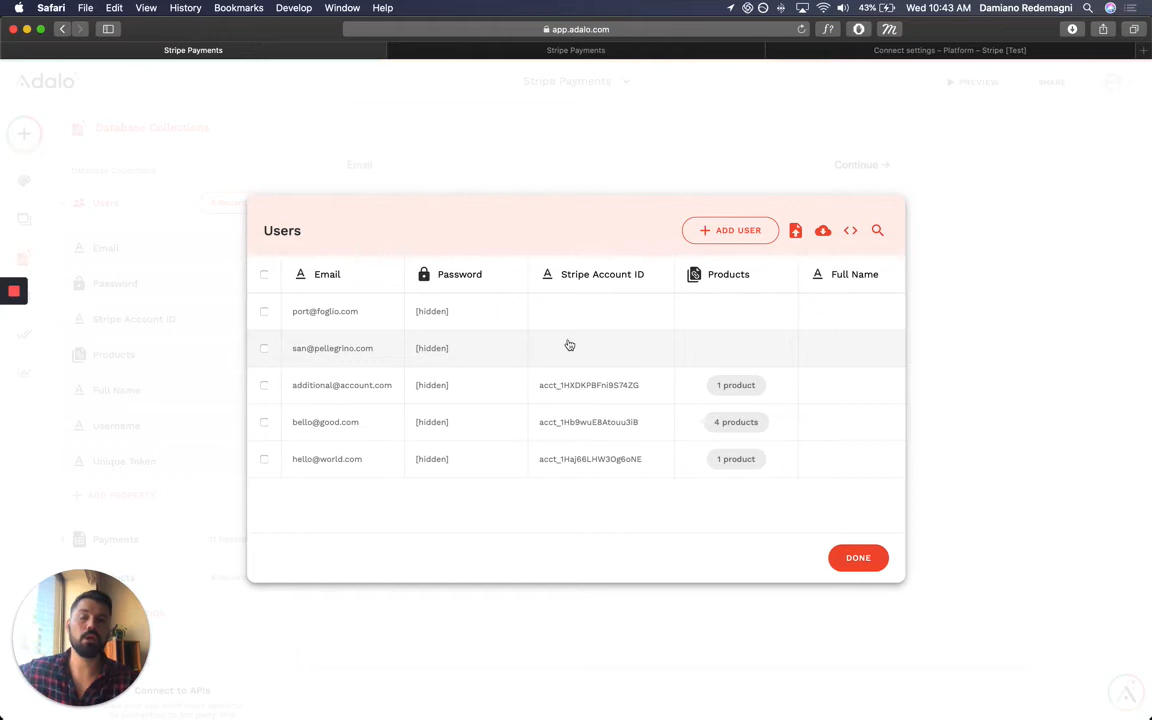 Safari File Edit View History Bookmarks Develop Window Help
43% Wed 10:43 AM Damiano Redemagni
app.adalo.com
f?
Stripe Payments
Stripe Payments
Connect settings – Platform – Stripe [Test]
Adalo
Stripe Payments
PREVIEW
SHARE
Database Collections
Email
Continue
Database Collections
Users
Email
Password
Stripe Account ID
Products
Full Name
Username
Unique Token
ADD PROPERTY
Payments
Connect to APIs
Users
ADD USER
Email Password Stripe Account ID Products Full Name
port@foglio.com [hidden]
san@pellegrino.com [hidden]
additional@account.com [hidden] acct_1HXDKPBFni9S74ZG 1 product
bello@good.com [hidden] acct_1Hb9wuE8Atouu3iB 4 products
hello@world.com [hidden] acct_1Haj66LHW3Og6oNE 1 product
DONE